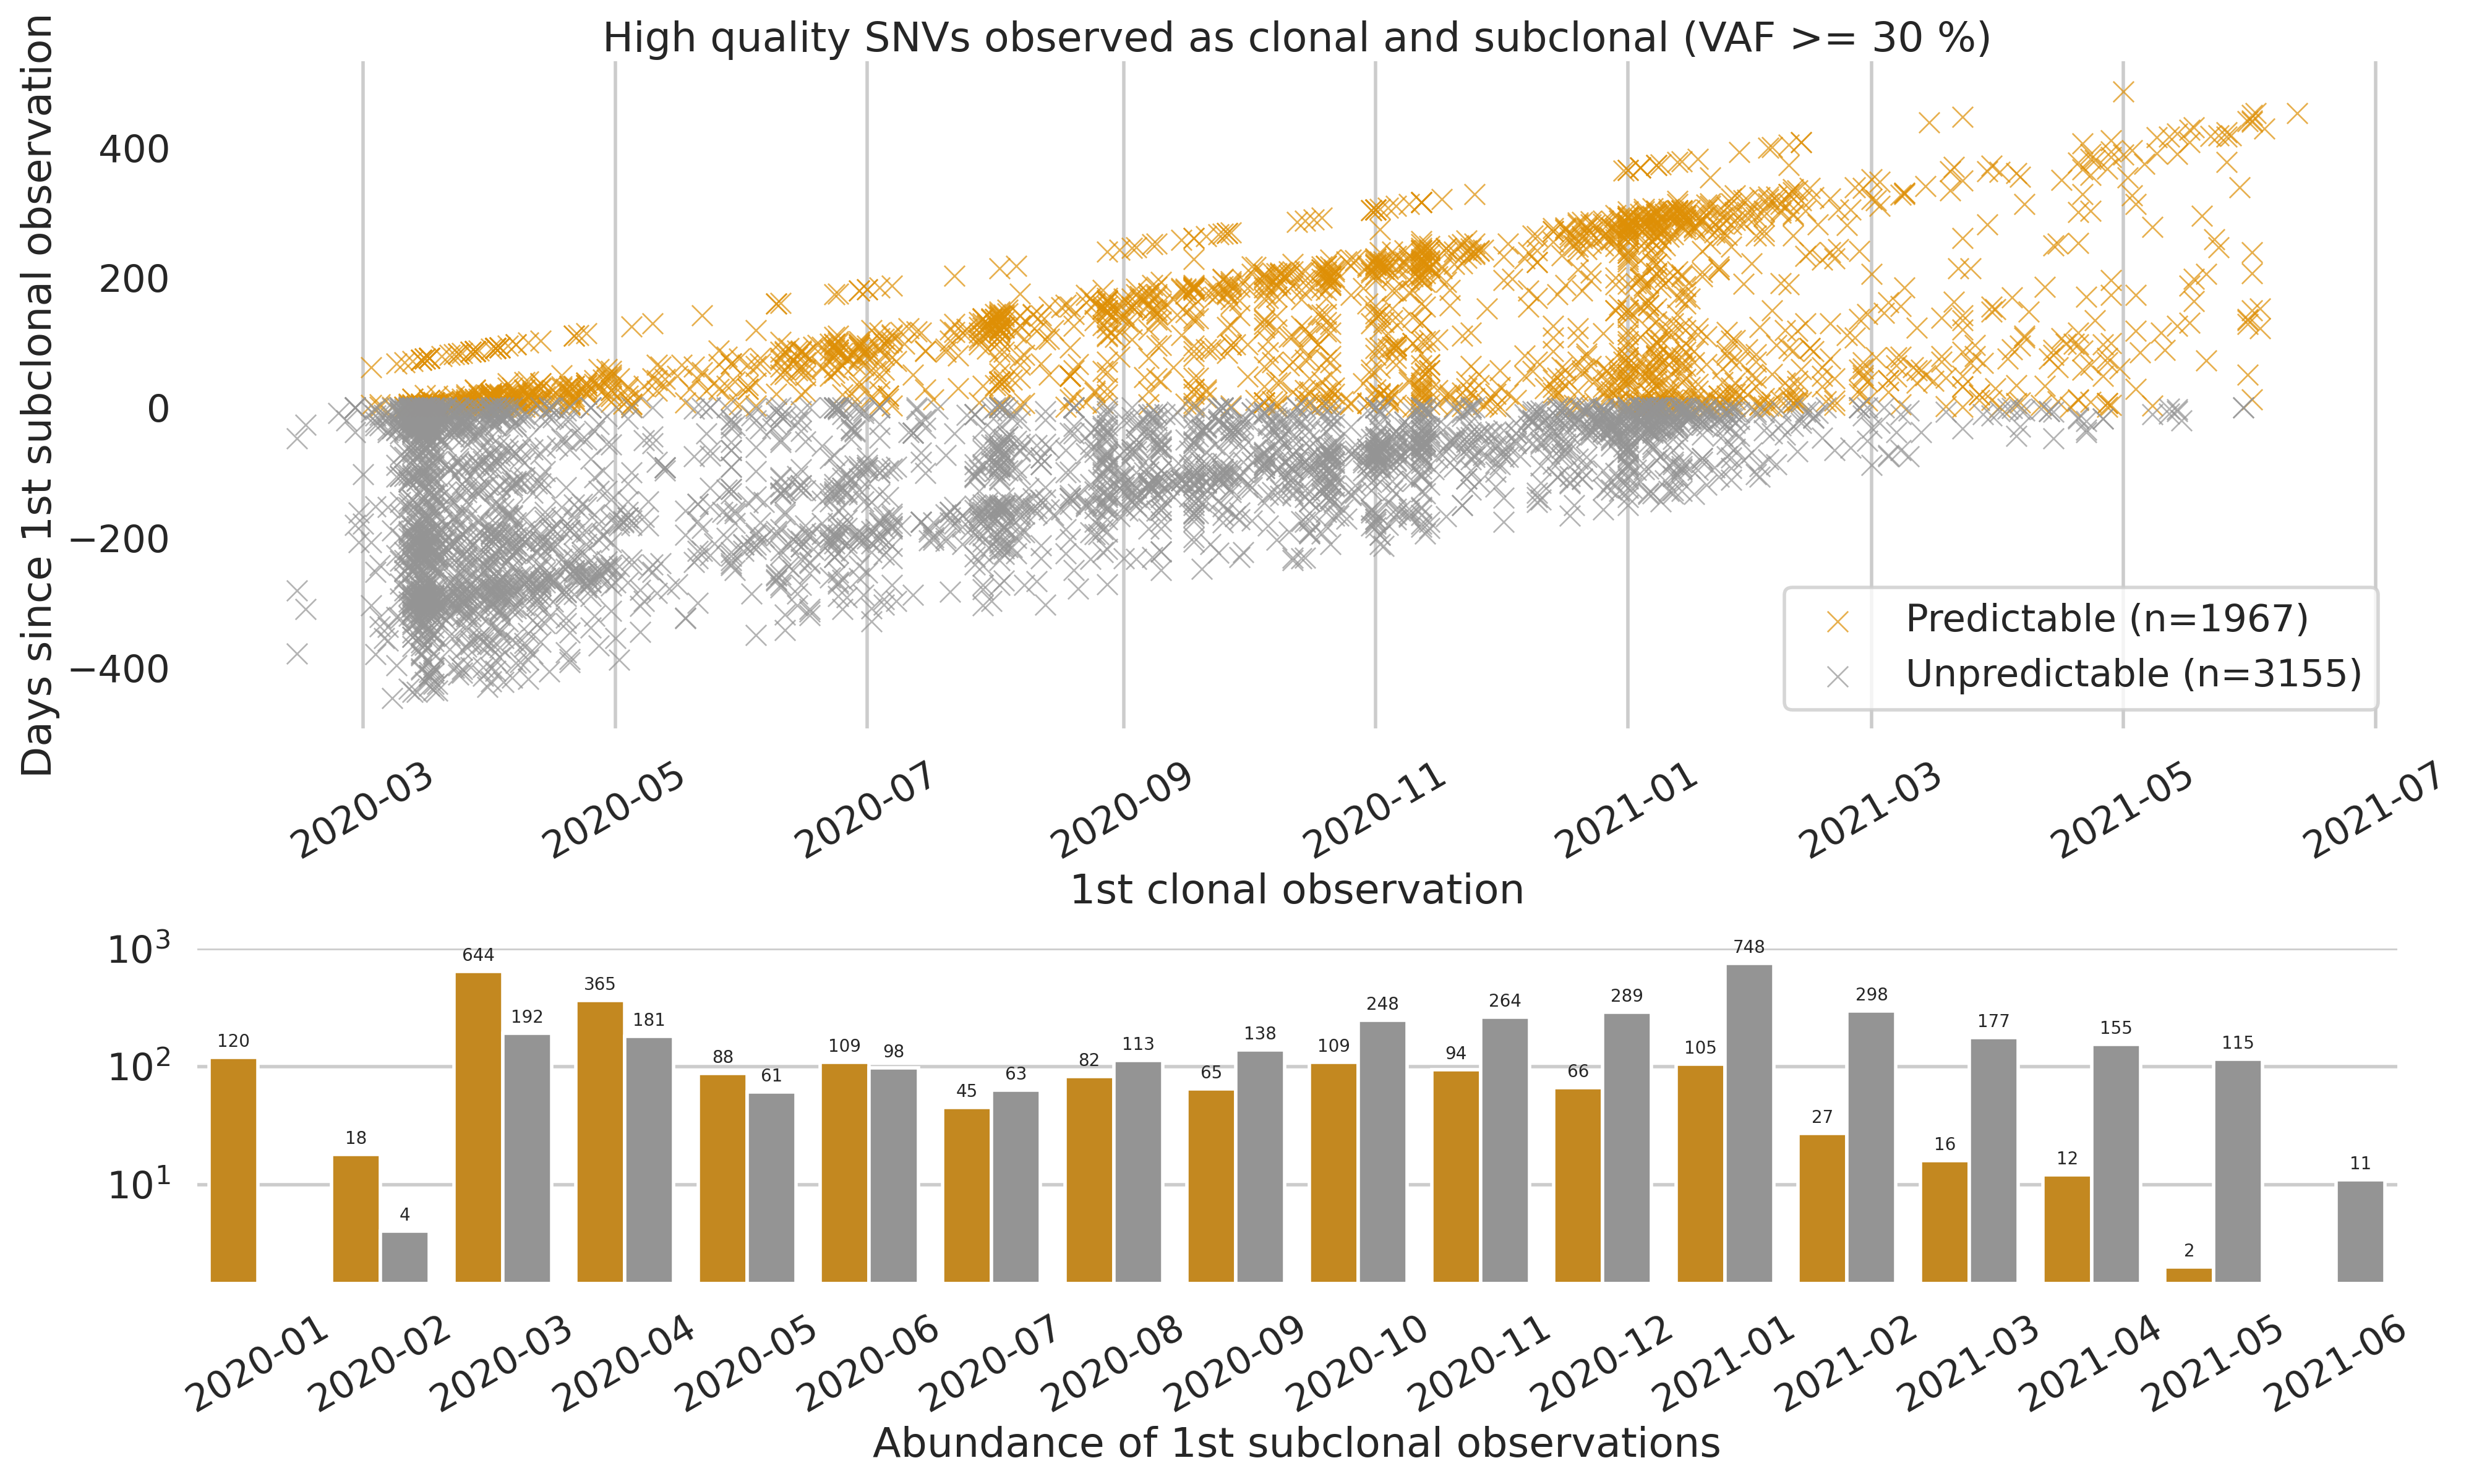 High quality SNVs observed as clonal and subclonal (VAF >= 30 %)
Days since 1st subclonal observation
400
200
0
−200
−400
Predictable (n=1967)
Unpredictable (n=3155)
2020-03 2020-05 2020-07 2020-09 2020-11 2021-01 2021-03 2021-05 2021-07
1st clonal observation
10³
10²
10¹
120 18 4 644 192 365 181 88 61 109 98 45 63 82 113 65 138 109 248 94 264 66 289 105 748 27 298 16 177 12 155 2 115 11
2020-01 2020-02 2020-03 2020-04 2020-05 2020-06 2020-07 2020-08 2020-09 2020-10 2020-11 2020-12 2021-01 2021-02 2021-03 2021-04 2021-05 2021-06
Abundance of 1st subclonal observations